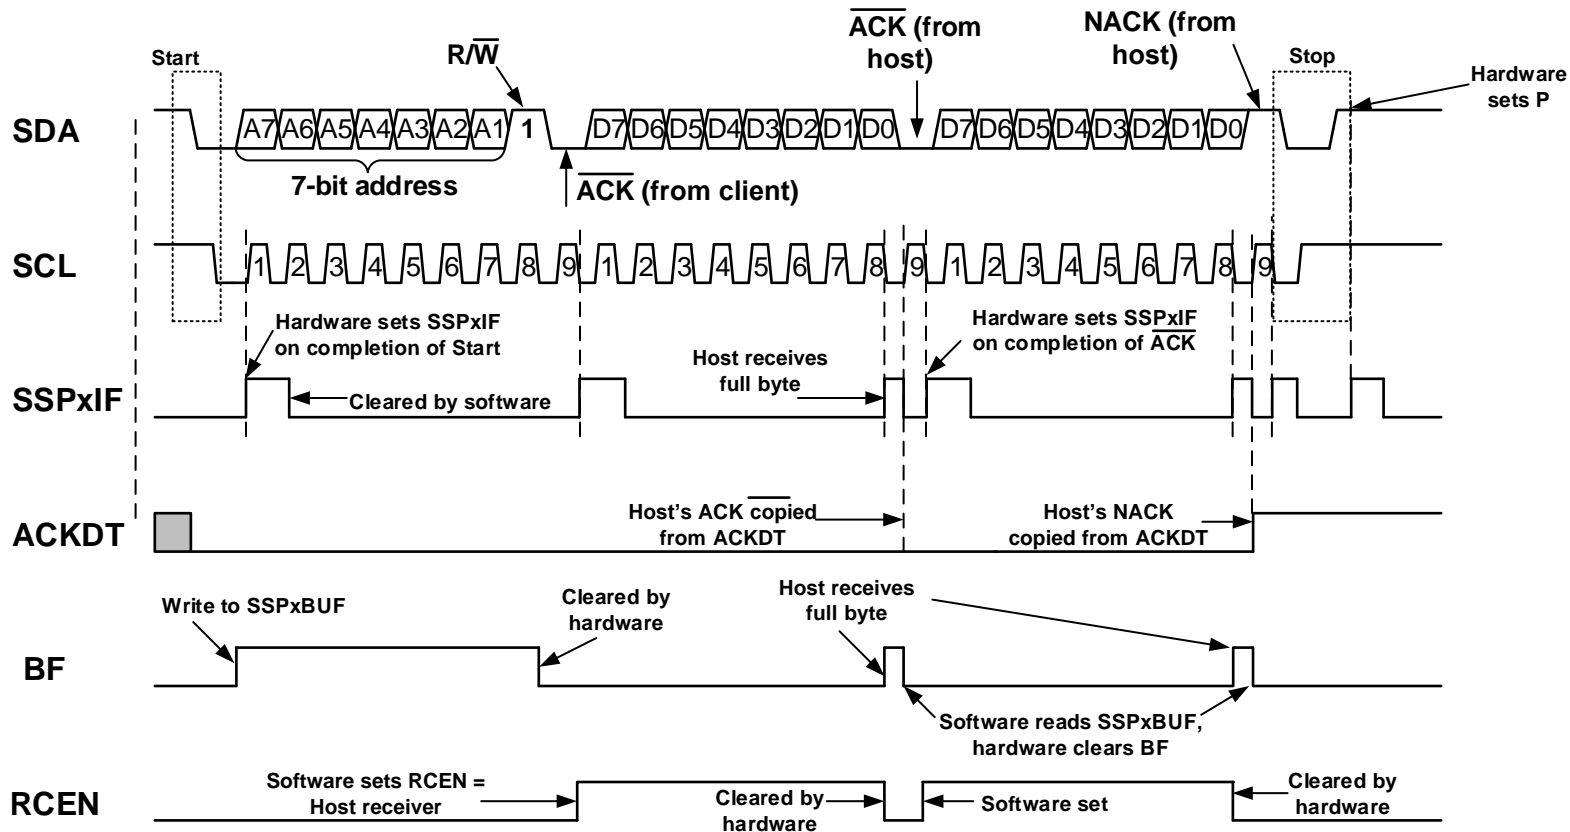 Start
R/W
ACK (from
host)
NACK (from
host)
Stop
Hardware
sets P
SDA
A7 A6 A5 A4 A3 A2 A1 1 D7 D6 D5 D4 D3 D2 D1 D0 D7 D6 D5 D4 D3 D2 D1 D0
7-bit address
ACK (from client)
SCL
1 2 3 4 5 6 7 8 9 1 2 3 4 5 6 7 8 9 1 2 3 4 5 6 7 8 9
Hardware sets SSPxIF
on completion of Start
Hardware sets SSPxIF
on completion of ACK
Host receives
full byte
SSPxIF
Cleared by software
Host's ACK copied
from ACKDT
Host's NACK
copied from ACKDT
ACKDT
Write to SSPxBUF
Cleared by
hardware
Host receives
full byte
BF
Software reads SSPxBUF,
hardware clears BF
Software sets RCEN =
Host receiver
RCEN
Cleared by
hardware
Software set
Cleared by
hardware